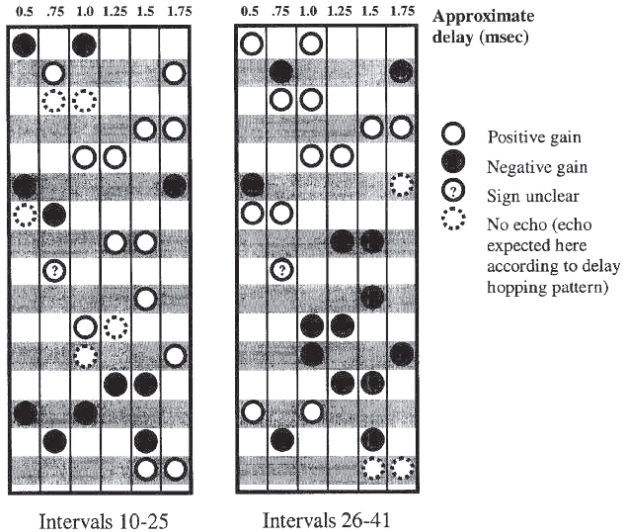 0.5 .75 1.0 1.25 1.5 1.75
0.5 .75 1.0 1.25 1.5 1.75
Approximate
delay (msec)
Positive gain
Negative gain
? Sign unclear
No echo (echo
expected here
according to delay
hopping pattern)
?
?
Intervals 10-25
Intervals 26-41